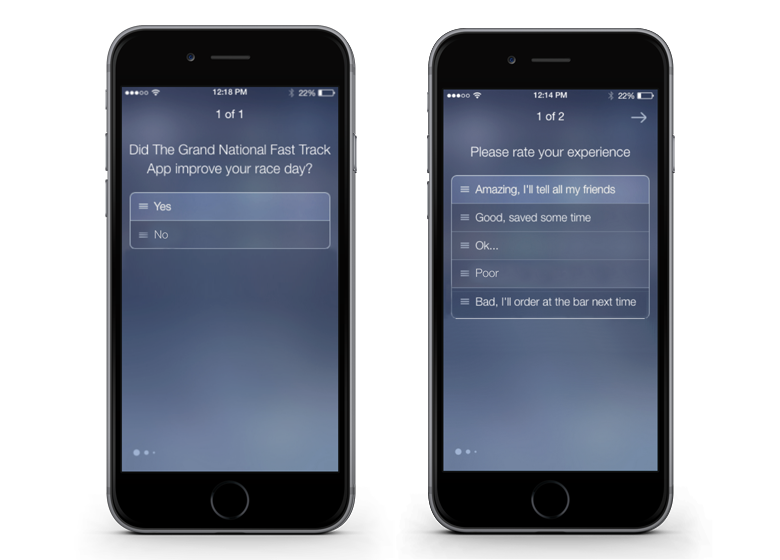 12:18 PM
22%
1 of 1
Did The Grand National Fast Track
App improve your race day?
Yes
No
12:14 PM
22%
1 of 2
Please rate your experience
Amazing, I'll tell all my friends
Good, saved some time
Ok...
Poor
Bad, I'll order at the bar next time